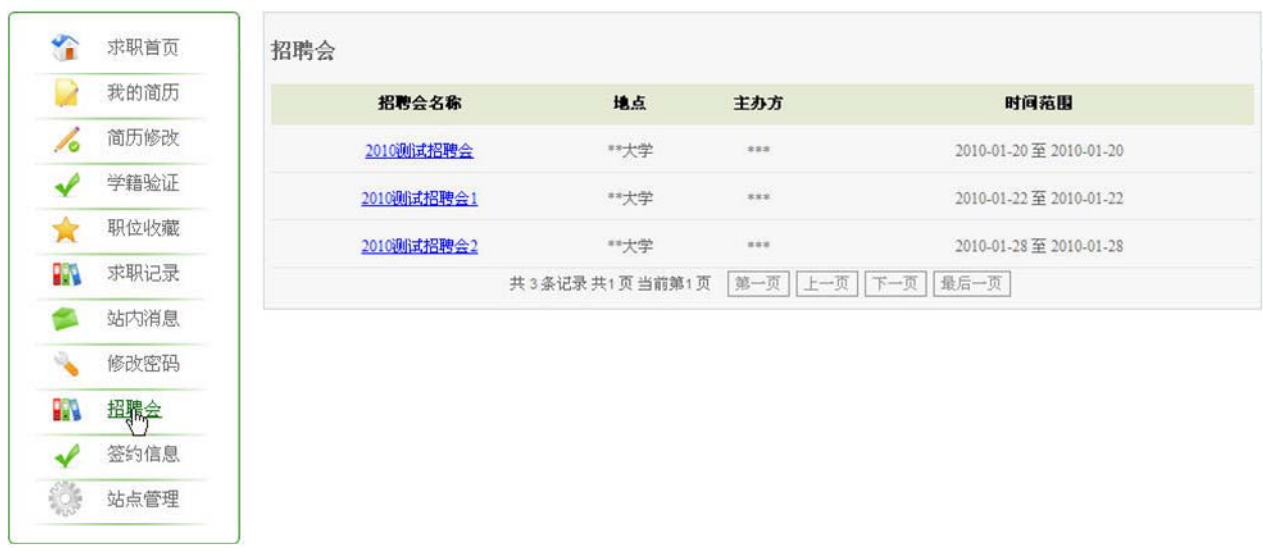 求职首页
我的简历
简历修改
学籍验证
职位收藏
求职记录
站内消息
修改密码
招聘会
签约信息
站点管理
招聘会
招聘会名称 地点 主办方 时间范围
2010测试招聘会 **大学 *** 2010-01-20 至 2010-01-20
2010测试招聘会1 **大学 *** 2010-01-22 至 2010-01-22
2010测试招聘会2 **大学 *** 2010-01-28 至 2010-01-28
共 3 条记录 共1 页 当前第1 页 第一页 上一页 下一页 最后一页